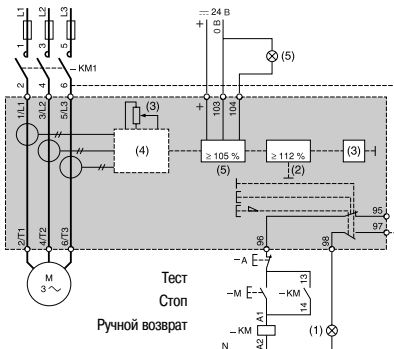 L1 L2 L3
24 В
0 В
1 3 5
KM1
(5)
2 4 6
+
+ 103 104
1/L1 3/L2 5/L3
(3)
(4)
≥ 105 %
≥ 112 %
(3)
(5)
(2)
95
97
2/T1 4/T2 6/T3
96 98
–A E
M
3 ~
Тест
Стоп
Ручной возврат
–M E
–KM
13
14
A1
–KM
A2
(1)
N